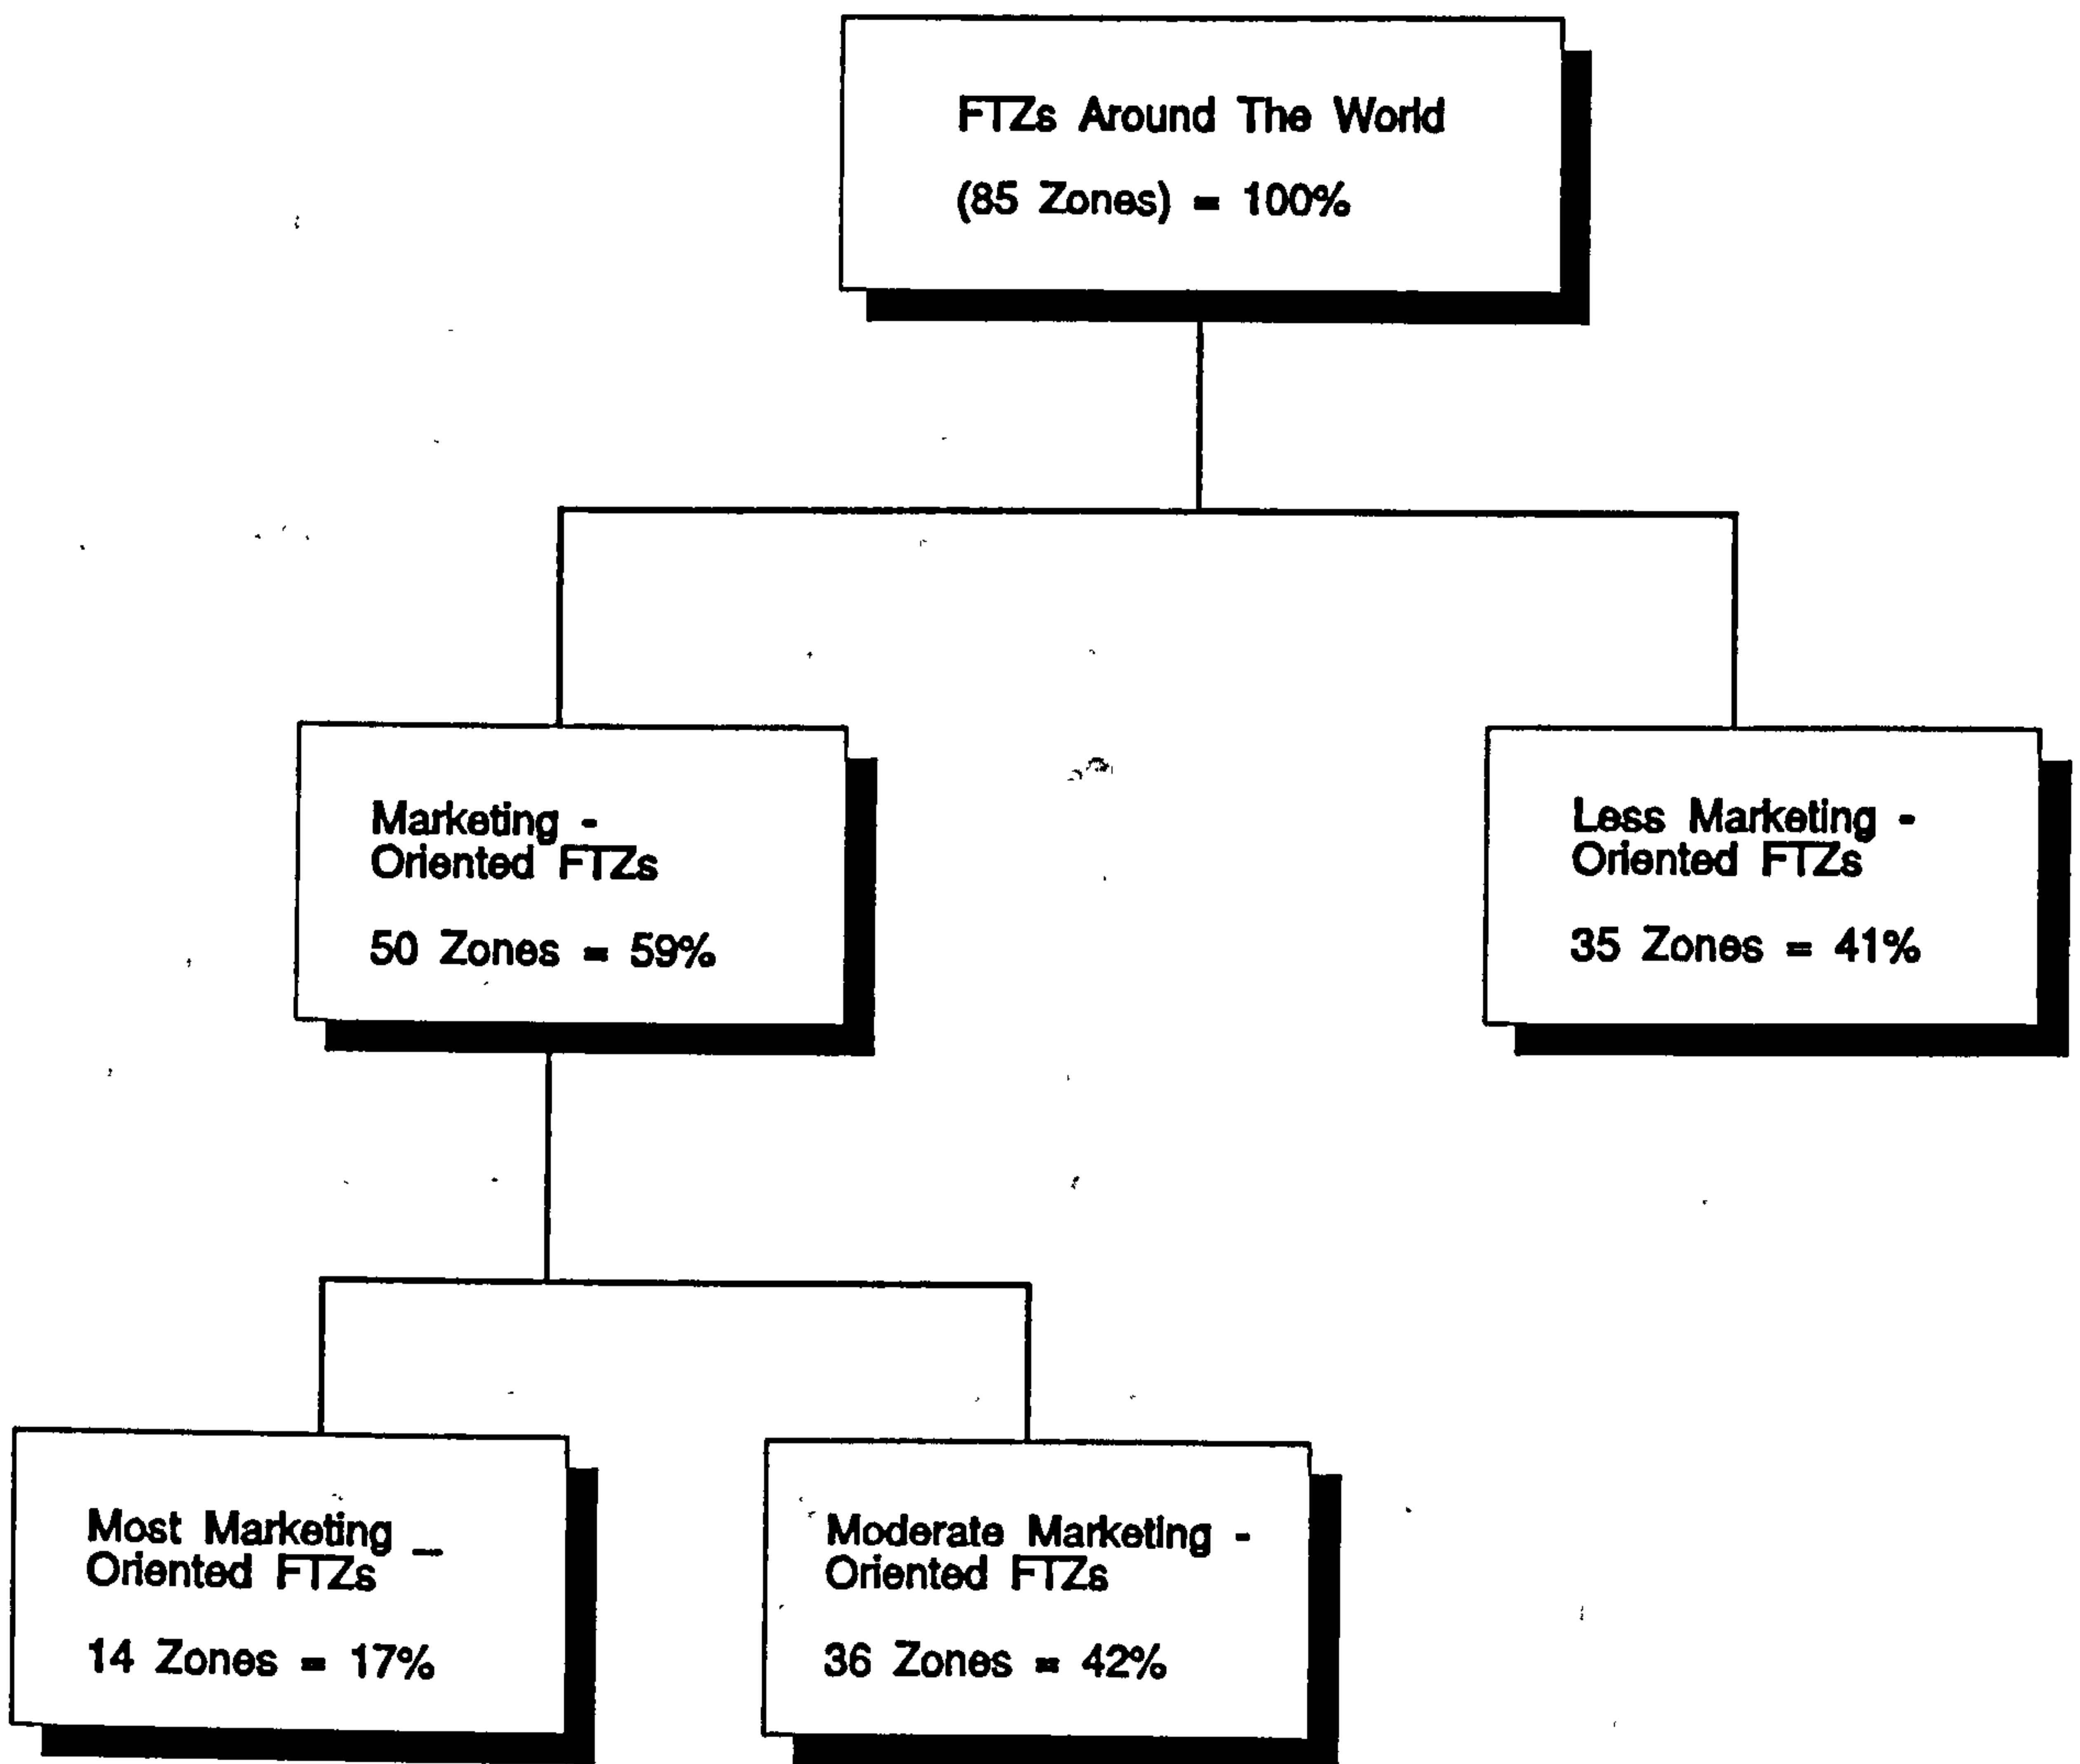 FTZs Around The World
(85 Zones) = 100%
Marketing -
Oriented FTZs
50 Zones = 59%
Less Marketing -
Oriented FTZs
35 Zones = 41%
Most Marketing _
Oriented FTZs
14 Zones = 17%
Moderate Marketing -
Oriented FTZs
36 Zones = 42%